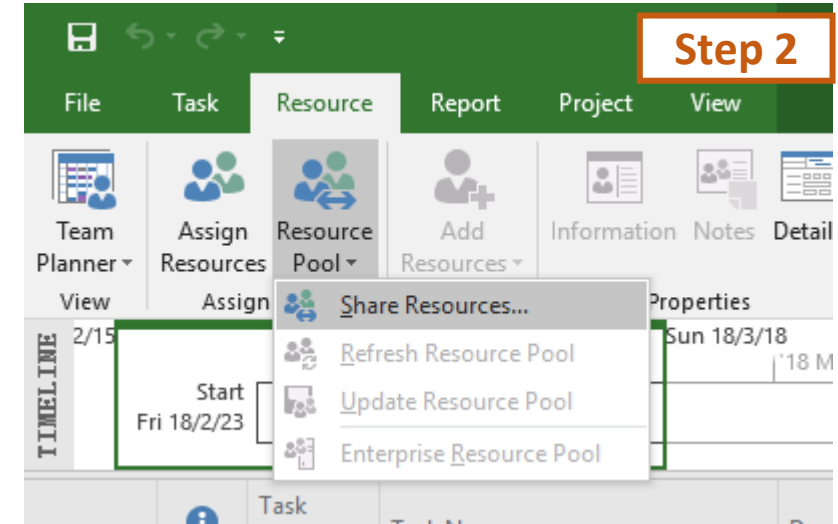 Step 2
File Task Resource Report Project View
Team Planner
Assign Resources
Resource Pool
Add Resources
Information
Notes
Detail
View
Assign
Properties
Share Resources...
Refresh Resource Pool
Update Resource Pool
Enterprise Resource Pool
TIMELINE
2/15
Sun 18/3/18
'18 M
Start
Fri 18/2/23
Task